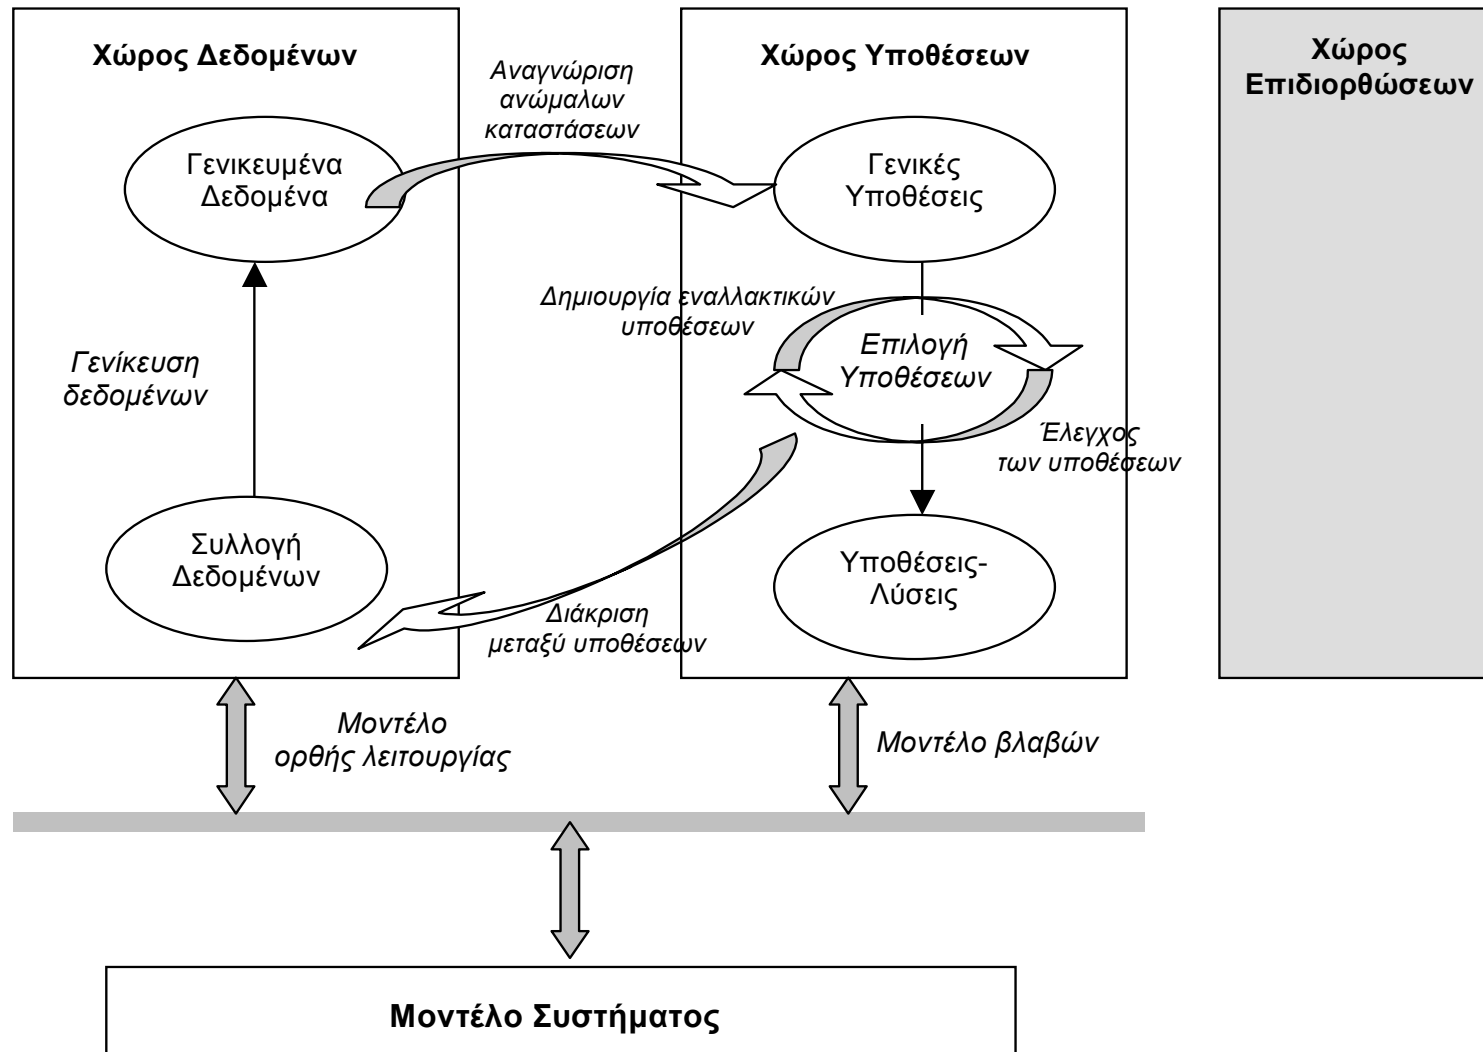 Χώρος Δεδομένων
Γενικευμένα
Δεδομένα
Γενίκευση
δεδομένων
Συλλογή
Δεδομένων
Αναγνώριση
ανώμαλων
καταστάσεων
Χώρος Υποθέσεων
Γενικές
Υποθέσεις
Δημιουργία εναλλακτικών
υποθέσεων
Επιλογή
Υποθέσεων
Έλεγχος
των υποθέσεων
Υποθέσεις-
Λύσεις
Διάκριση
μεταξύ υποθέσεων
Χώρος
Επιδιορθώσεων
Μοντέλο
ορθής λειτουργίας
Μοντέλο βλαβών
Μοντέλο Συστήματος